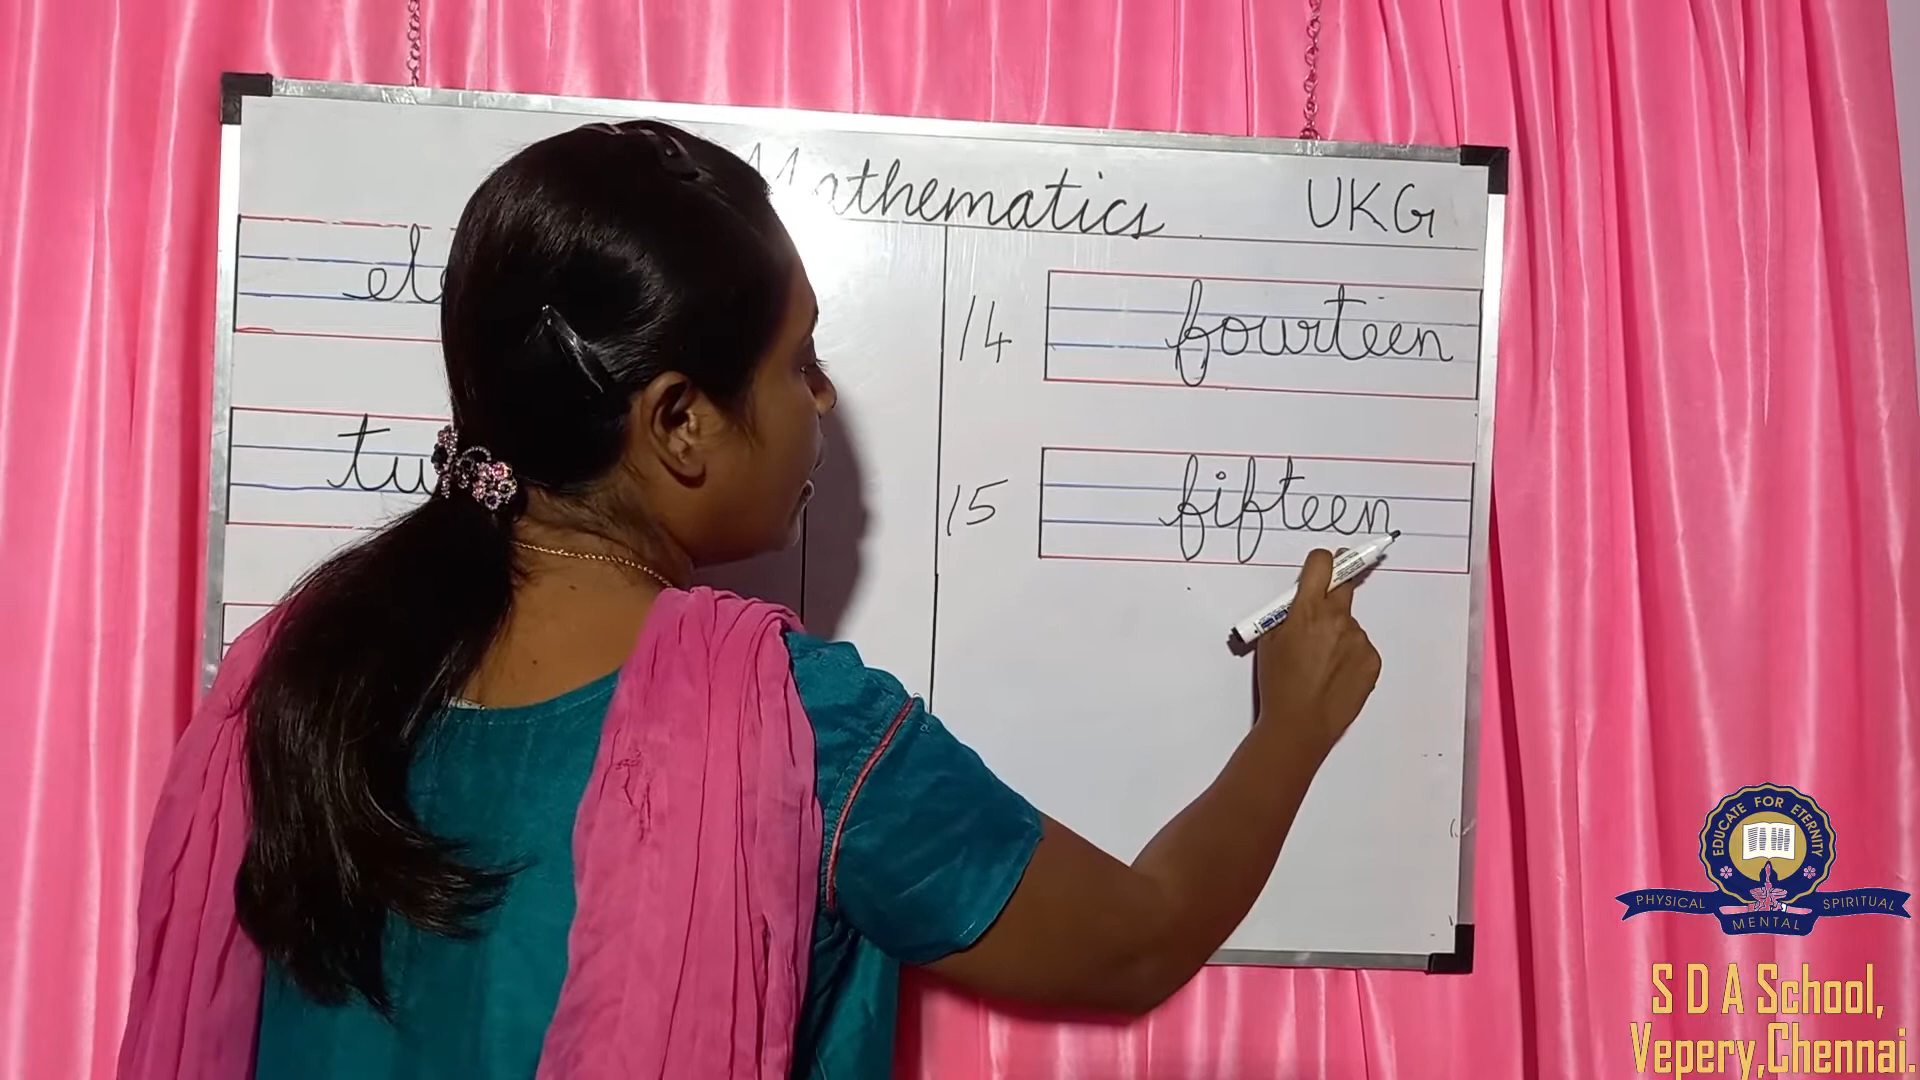 Mathematics
UKG
14 fourteen
15 fifteen
EDUCATE FOR ETERNITY
PHYSICAL MENTAL SPIRITUAL
S D A School,
Vepery,Chennai.